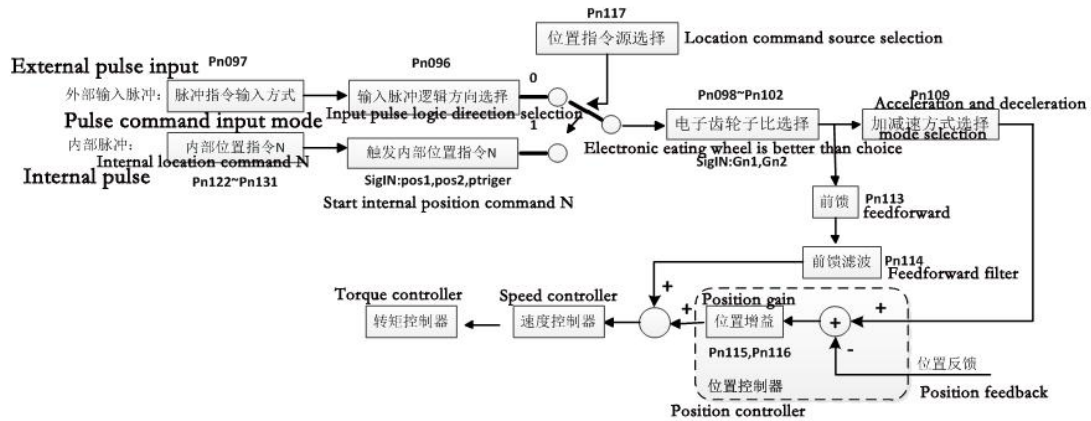 Pn117
位置指令源选择
Location command source selection
External pulse input
Pn097
Pn096
0
外部输入脉冲:
脉冲指令输入方式
输入脉冲逻辑方向选择
Input pulse logic direction selection
Pulse command input mode
1
Pn098~Pn102
电子齿轮子比选择
Electronic eating wheel is better than choice
SigIN:Gn1,Gn2
Pn109
Acceleration and deceleration
加减速方式选择
mode selection
内部脉冲:
内部位置指令N
Internal location command N
Internal pulse
Pn122~Pn131
触发内部位置指令N
SigIN:pos1,pos2,ptriger
Start internal position command N
前馈
Pn113
feedforward
前馈滤波
Pn114
Feedforward filter
Torque controller
转矩控制器
Speed controller
速度控制器
+
+
Position gain
位置增益
Pn115,Pn116
+
+
-
位置反馈
Position feedback
位置控制器
Position controller